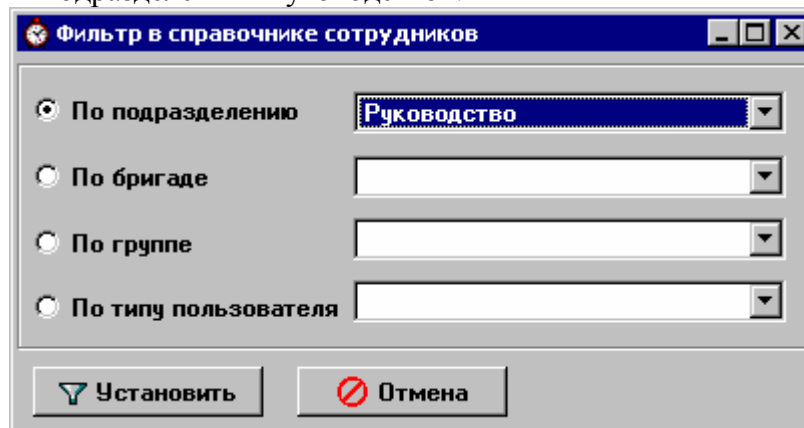 Фильтр в справочнике сотрудников
По подразделению Руководство
По бригаде
По группе
По типу пользователя
Установить Отмена